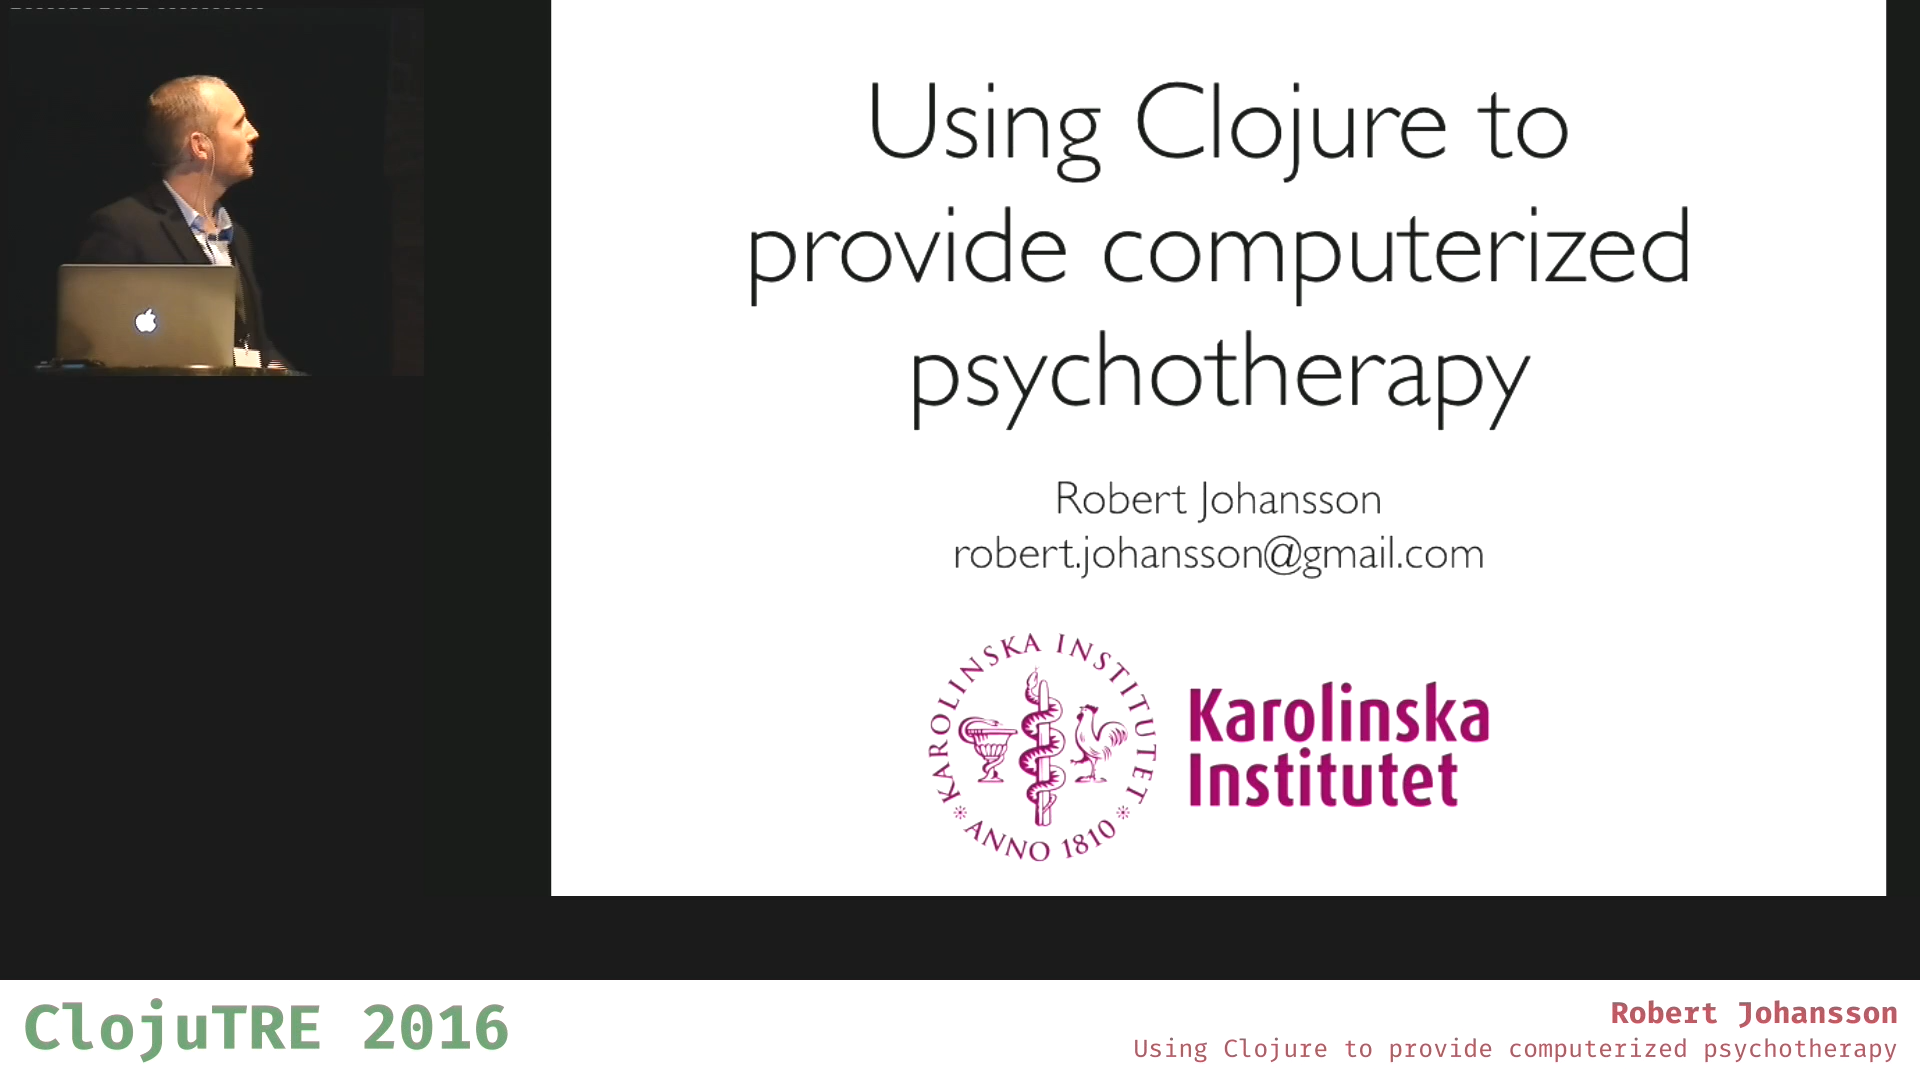 Using Clojure to
provide computerized
psychotherapy
Robert Johansson
robert.johansson@gmail.com
KAROLINSKA INSTITUTET
ANNO 1810
Karolinska
Institutet
ClojuTRE 2016
Robert Johansson
Using Clojure to provide computerized psychotherapy